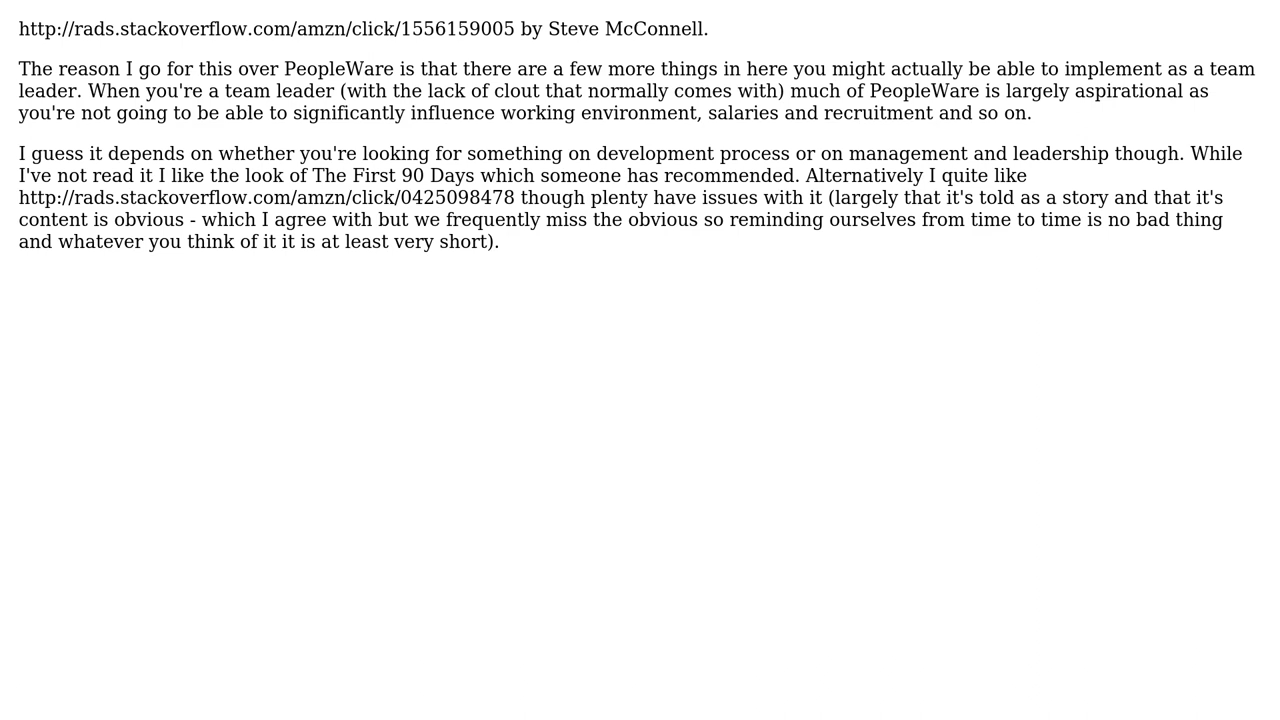 http://rads.stackoverflow.com/amzn/click/1556159005 by Steve McConnell.
The reason I go for this over PeopleWare is that there are a few more things in here you might actually be able to implement as a team
leader. When you're a team leader (with the lack of clout that normally comes with) much of PeopleWare is largely aspirational as
you're not going to be able to significantly influence working environment, salaries and recruitment and so on.
I guess it depends on whether you're looking for something on development process or on management and leadership though. While
I've not read it I like the look of The First 90 Days which someone has recommended. Alternatively I quite like
http://rads.stackoverflow.com/amzn/click/0425098478 though plenty have issues with it (largely that it's told as a story and that it's
content is obvious - which I agree with but we frequently miss the obvious so reminding ourselves from time to time is no bad thing
and whatever you think of it it is at least very short).